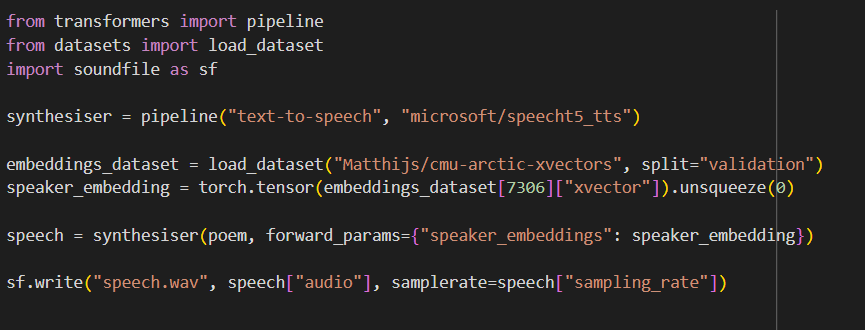 from transformers import pipeline
from datasets import load_dataset
import soundfile as sf
synthesiser = pipeline("text-to-speech", "microsoft/speecht5_tts")
embeddings_dataset = load_dataset("Matthijs/cmu-arctic-xvectors", split="validation")
speaker_embedding = torch.tensor(embeddings_dataset[7306]["xvector"]).unsqueeze(0)
speech = synthesiser(poem, forward_params={"speaker_embeddings": speaker_embedding})
sf.write("speech.wav", speech["audio"], samplerate=speech["sampling_rate"])